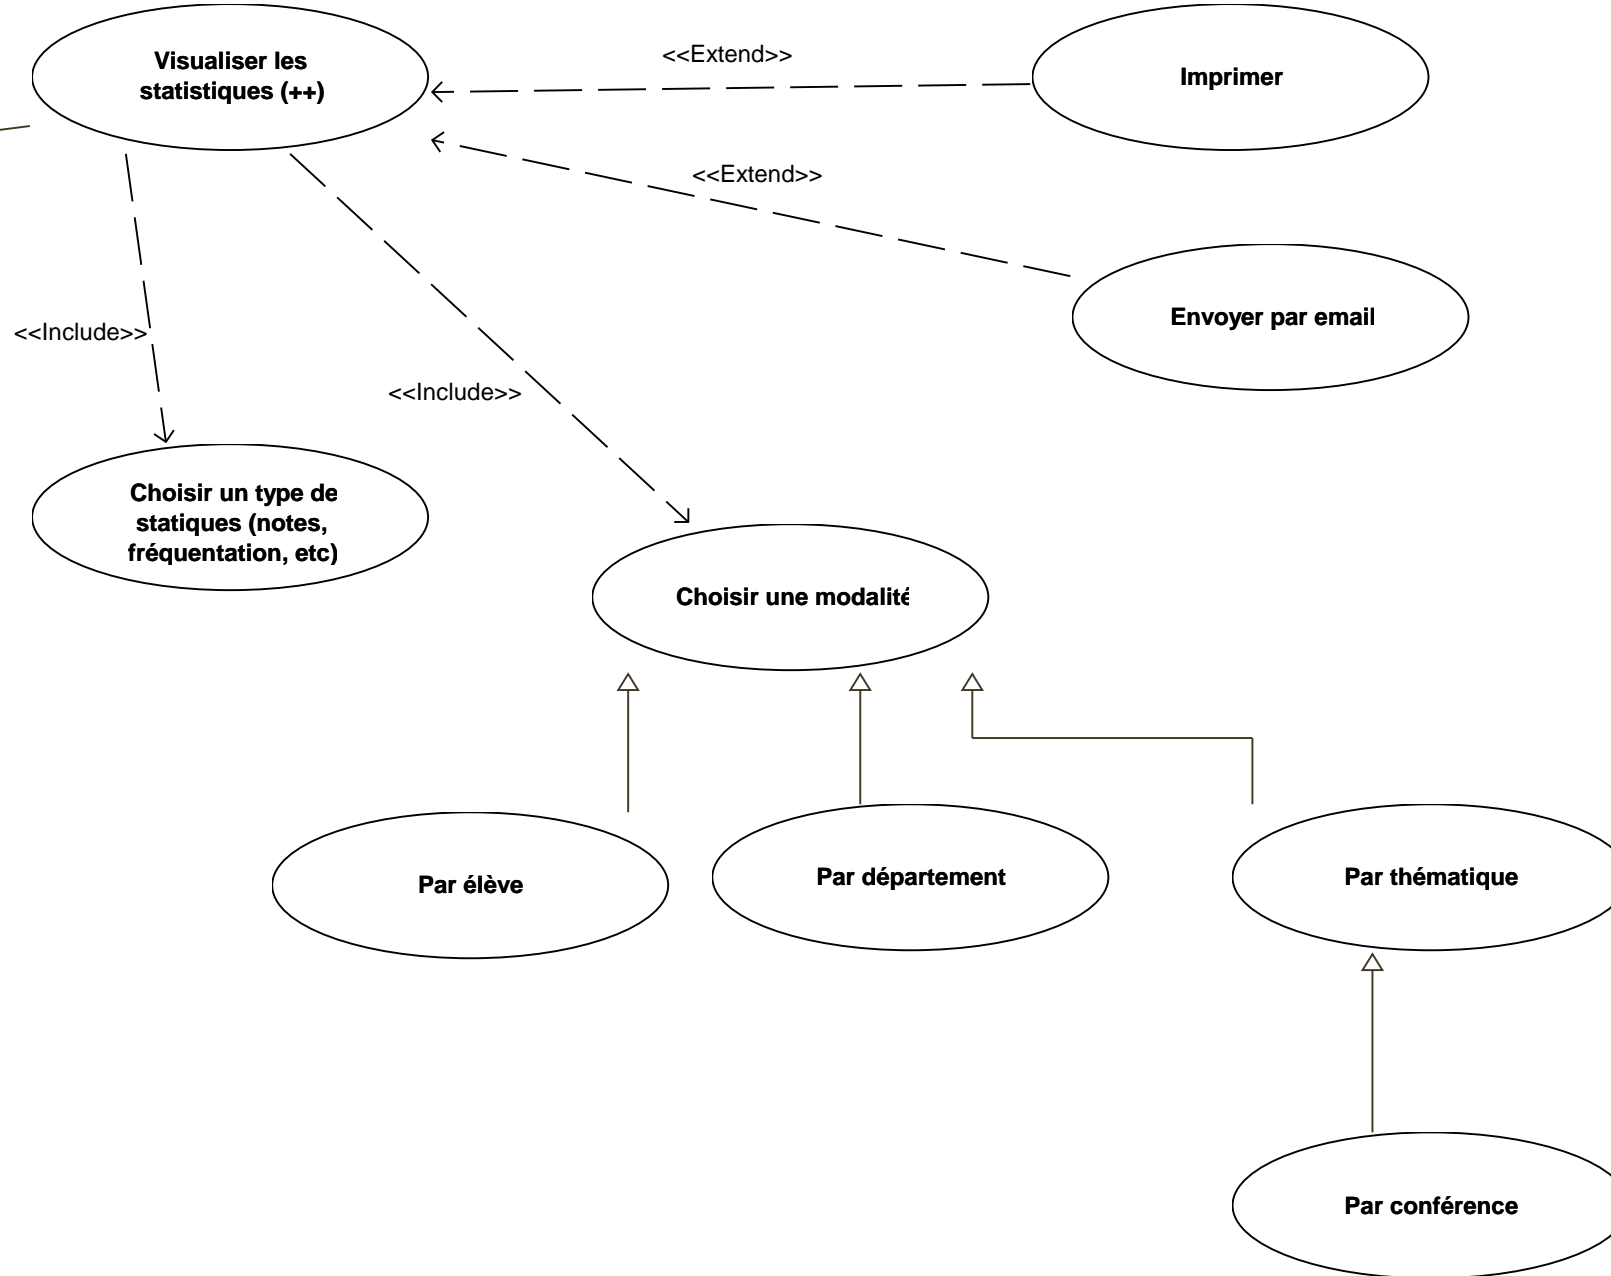 Visualiser les
statistiques (++)
<<Extend>>
Imprimer
<<Extend>>
Envoyer par email
<<Include>>
<<Include>>
Choisir un type de
statiques (notes,
fréquentation, etc)
Choisir une modalité
Par élève
Par département
Par thématique
Par conférence